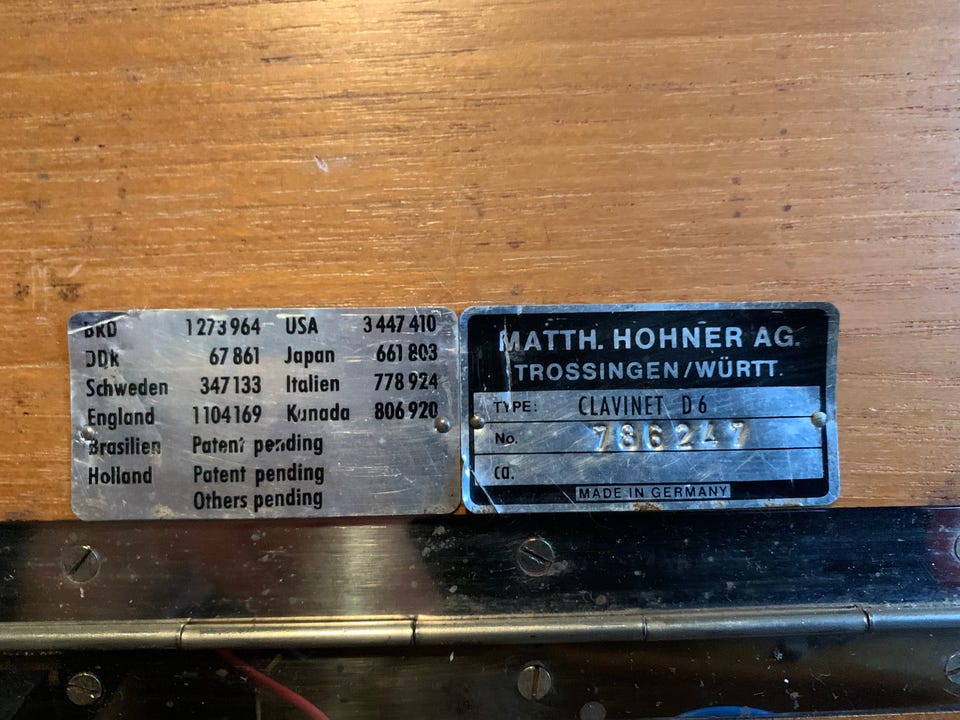 BRD 1273964 USA 3447410
DDR 67861 Japan 661803
Schweden 347133 Italien 778924
England 1104169 Kanada 806920
Brasilien Patent pending
Holland Patent pending
Others pending
MATTH. HOHNER AG.
TROSSINGEN/WÜRTT.
TYPE: CLAVINET D6
No. 786247
ca.
MADE IN GERMANY